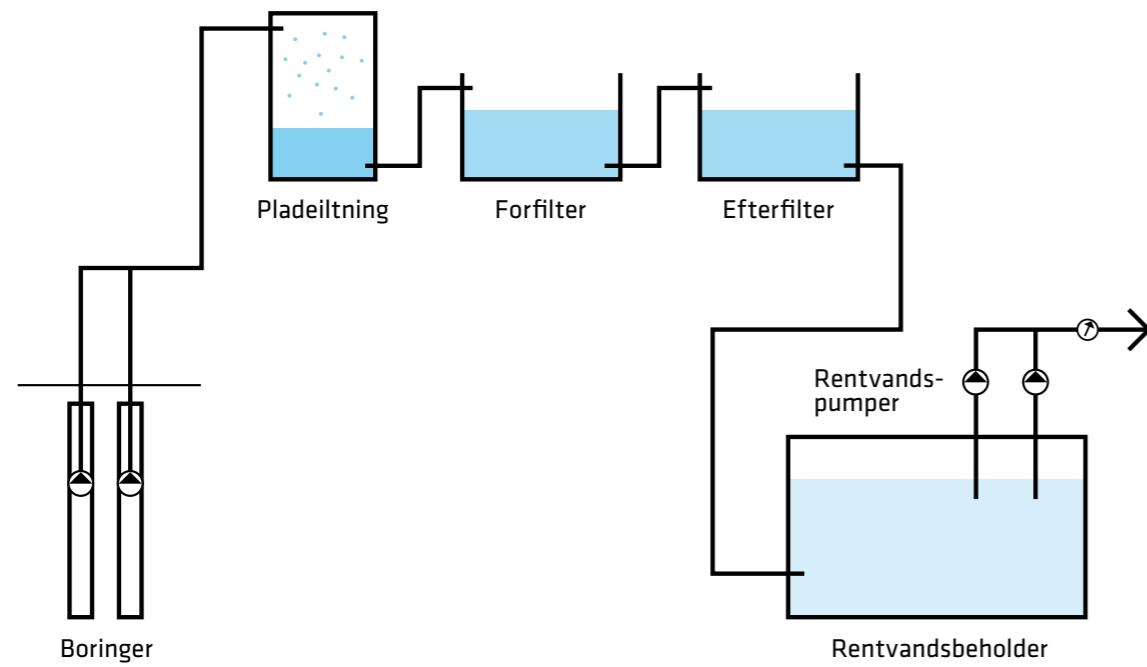 Pladeiltning
Forfilter
Efterfilter
Rentvands-
pumper
Boringer
Rentvandsbeholder